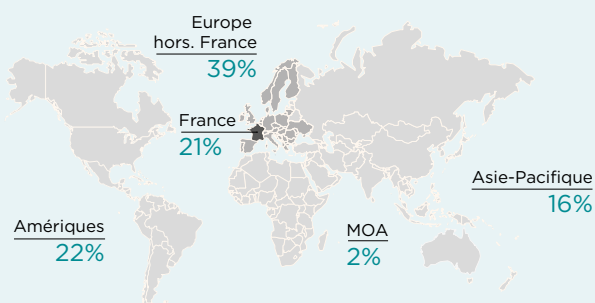 Europe
hors. France
39%
France
21%
Asie-Pacifique
16%
Amériques
22%
MOA
2%